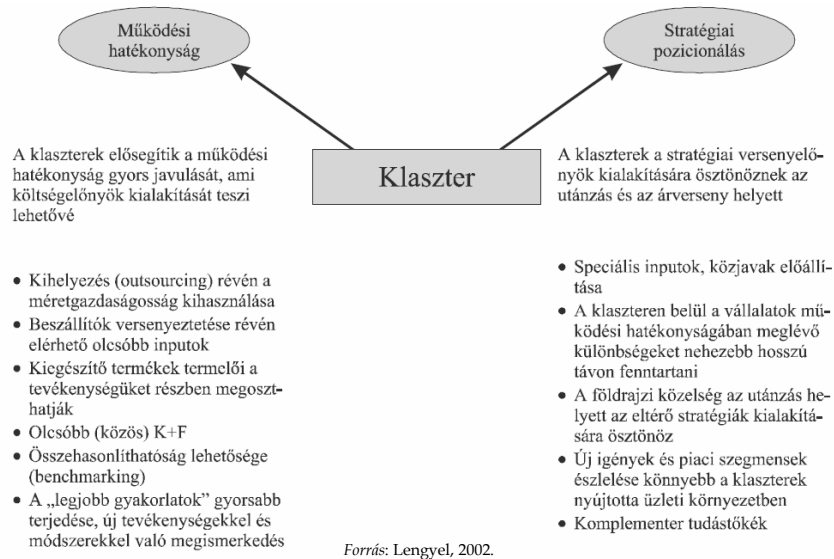 Működési
hatékonyság
Stratégiai
pozicionálás
Klaszter
A klaszterek elősegítik a működési
hatékonyság gyors javulását, ami
költségelőnyök kialakítását teszi
lehetővé
• Kihelyezés (outsourcing) révén a
méretgazdaságosság kihasználása
• Beszállítók versenyeztetése révén
elérhető olcsóbb inputok
• Kiegészítő termékek termelői a
tevékenységüket részben megoszt-
hatják
• Olcsóbb (közös) K+F
• Összehasonlíthatóság lehetősége
(benchmarking)
• A „legjobb gyakorlatok” gyorsabb
terjedése, új tevékenységekkel és
módszerekkel való megismerkedés
A klaszterek a stratégiai versenyelő-
nyök kialakítására ösztönöznek az
utánzás és az árverseny helyett
• Speciális inputok, közjavak előállí-
tása
• A klaszteren belül a vállalatok mű-
ködési hatékonyságában meglévő
különbségeket nehezebb hosszú
távon fenntartani
• A földrajzi közelség az utánzás he-
lyett az eltérő stratégiák kialakítá-
sára ösztönöz
• Új igények és piaci szegmensek
észlelése könnyebb a klaszterek
nyújtotta üzleti környezetben
• Komplementer tudástőkék
Forrás: Lengyel, 2002.